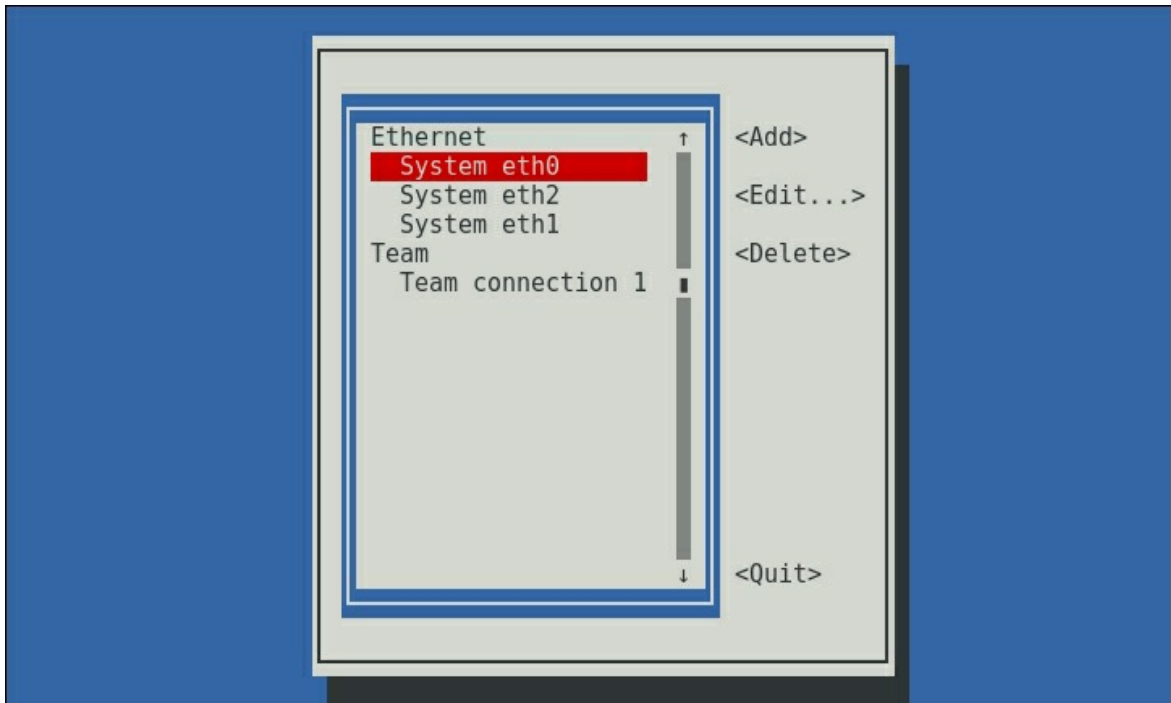 Ethernet ↑ <Add>
System eth0
System eth2 <Edit...>
System eth1
Team <Delete>
Team connection 1
↓ <Quit>